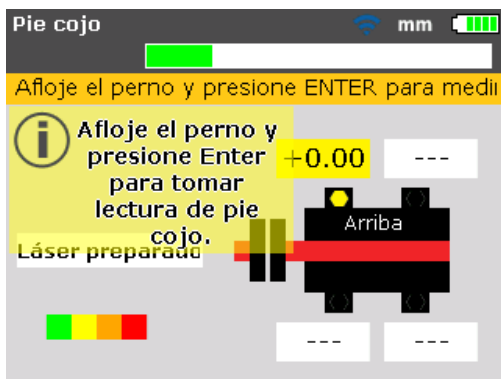 Pie cojo
mm
Afloje el perno y presione ENTER para medi
Afloje el perno y
presione Enter
para tomar
lectura de pie
cojo.
+0.00
---
Arriba
Láser preparado
---
---